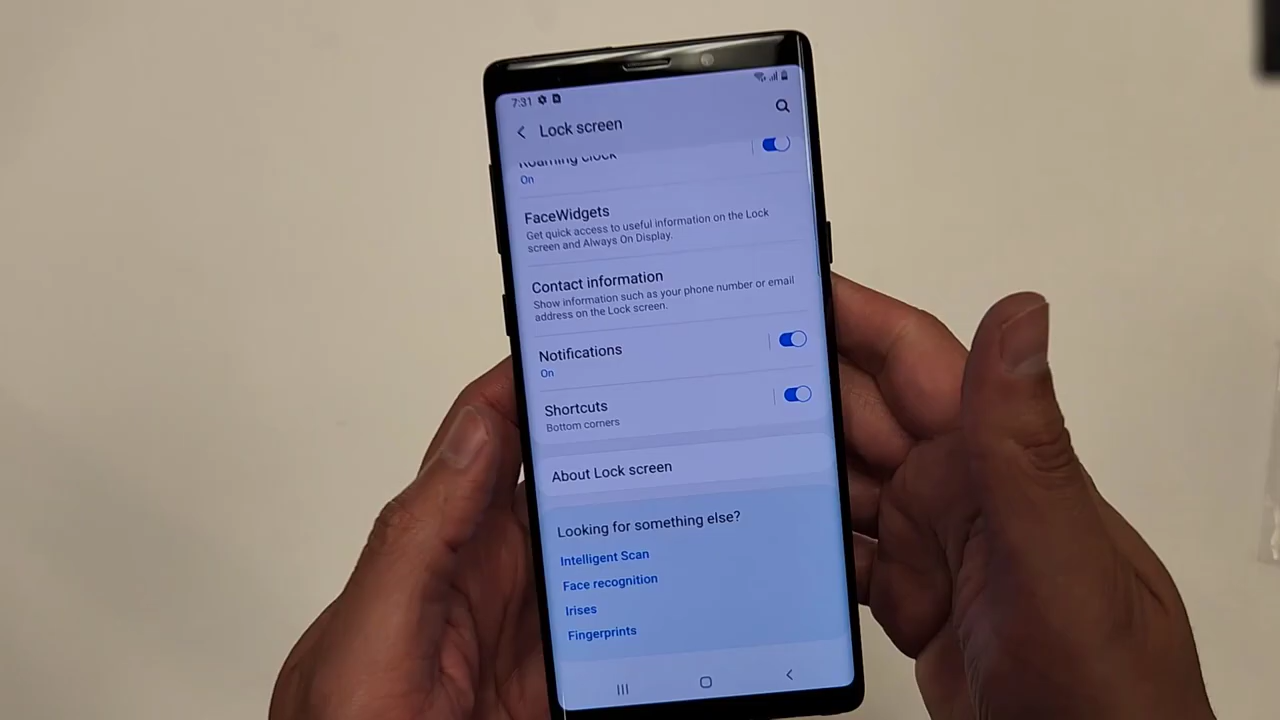 7:31
Lock screen
Roaming clock
On
FaceWidgets
Get quick access to useful information on the Lock
screen and Always On Display.
Contact information
Show information such as your phone number or email
address on the Lock screen.
Notifications
On
Shortcuts
Bottom corners
About Lock screen
Looking for something else?
Intelligent Scan
Face recognition
Irises
Fingerprints